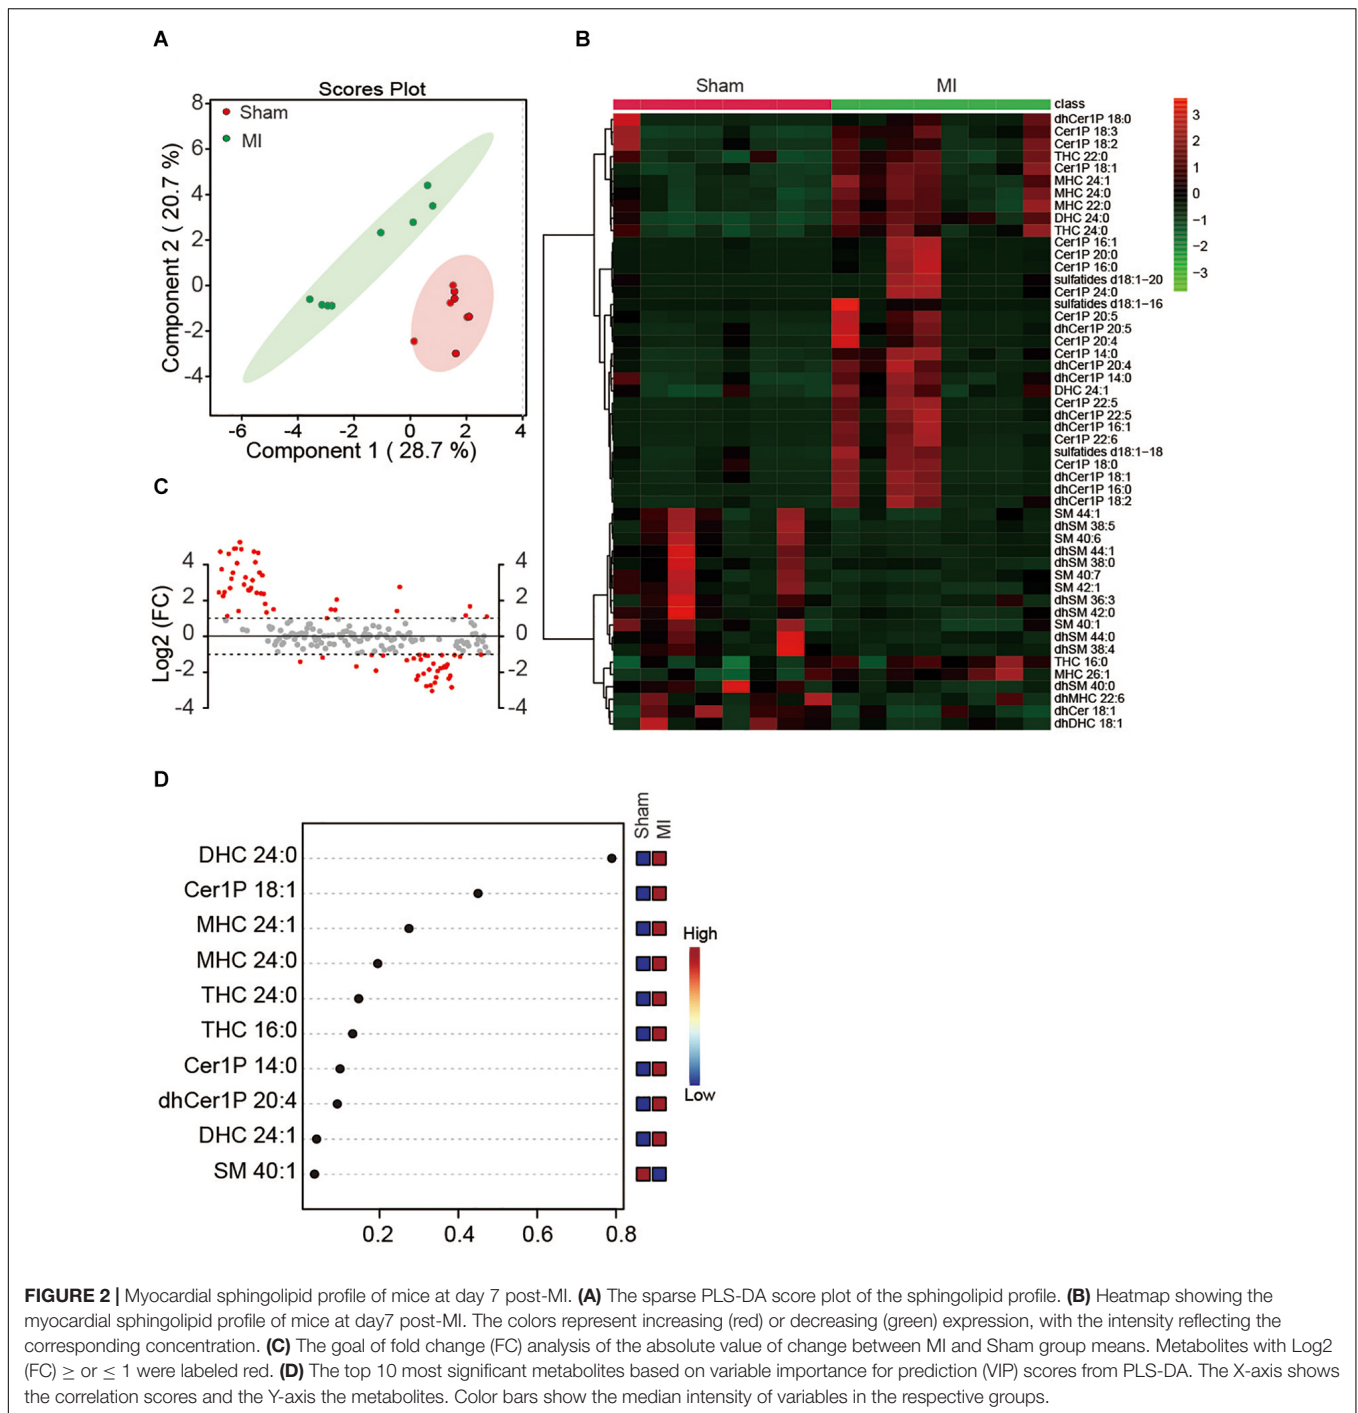 A
Scores Plot
Sham
MI
8
6
4
2
0
-2
-4
-6
-4
-2
0
2
4
Component 2 ( 20.7 %)
Component 1 ( 28.7 %)
B
Sham
MI
class
dhCer1P 18:0
Cer1P 18:3
Cer1P 18:2
THC 22:0
Cer1P 18:1
MHC 24:1
MHC 24:0
MHC 22:0
DHC 24:0
THC 24:0
Cer1P 16:1
Cer1P 20:0
Cer1P 16:0
sulfatides d18:1−20
Cer1P 24:0
sulfatides d18:1−16
Cer1P 20:5
dhCer1P 20:5
Cer1P 20:4
Cer1P 14:0
dhCer1P 20:4
dhCer1P 14:0
DHC 24:1
Cer1P 22:5
dhCer1P 22:5
dhCer1P 16:1
Cer1P 22:6
sulfatides d18:1−18
Cer1P 18:0
dhCer1P 18:1
dhCer1P 16:0
dhCer1P 18:2
SM 44:1
dhSM 38:5
SM 40:6
dhSM 44:1
dhSM 38:0
SM 40:7
SM 42:1
dhSM 36:3
dhSM 42:0
SM 40:1
dhSM 44:0
dhSM 38:4
THC 16:0
MHC 26:1
dhSM 40:0
dhMHC 22:6
dhCer 18:1
dhDHC 18:1
3
2
1
0
−1
−2
−3
C
Log2 (FC)
4
2
0
-2
-4
4
2
0
-2
-4
D
Sham
MI
DHC 24:0
Cer1P 18:1
MHC 24:1
MHC 24:0
THC 24:0
THC 16:0
Cer1P 14:0
dhCer1P 20:4
DHC 24:1
SM 40:1
0.2
0.4
0.6
0.8
High
Low
FIGURE 2 | Myocardial sphingolipid profile of mice at day 7 post-MI. (A) The sparse PLS-DA score plot of the sphingolipid profile. (B) Heatmap showing the
myocardial sphingolipid profile of mice at day7 post-MI. The colors represent increasing (red) or decreasing (green) expression, with the intensity reflecting the
corresponding concentration. (C) The goal of fold change (FC) analysis of the absolute value of change between MI and Sham group means. Metabolites with Log2
(FC) ≥ or ≤ 1 were labeled red. (D) The top 10 most significant metabolites based on variable importance for prediction (VIP) scores from PLS-DA. The X-axis shows
the correlation scores and the Y-axis the metabolites. Color bars show the median intensity of variables in the respective groups.